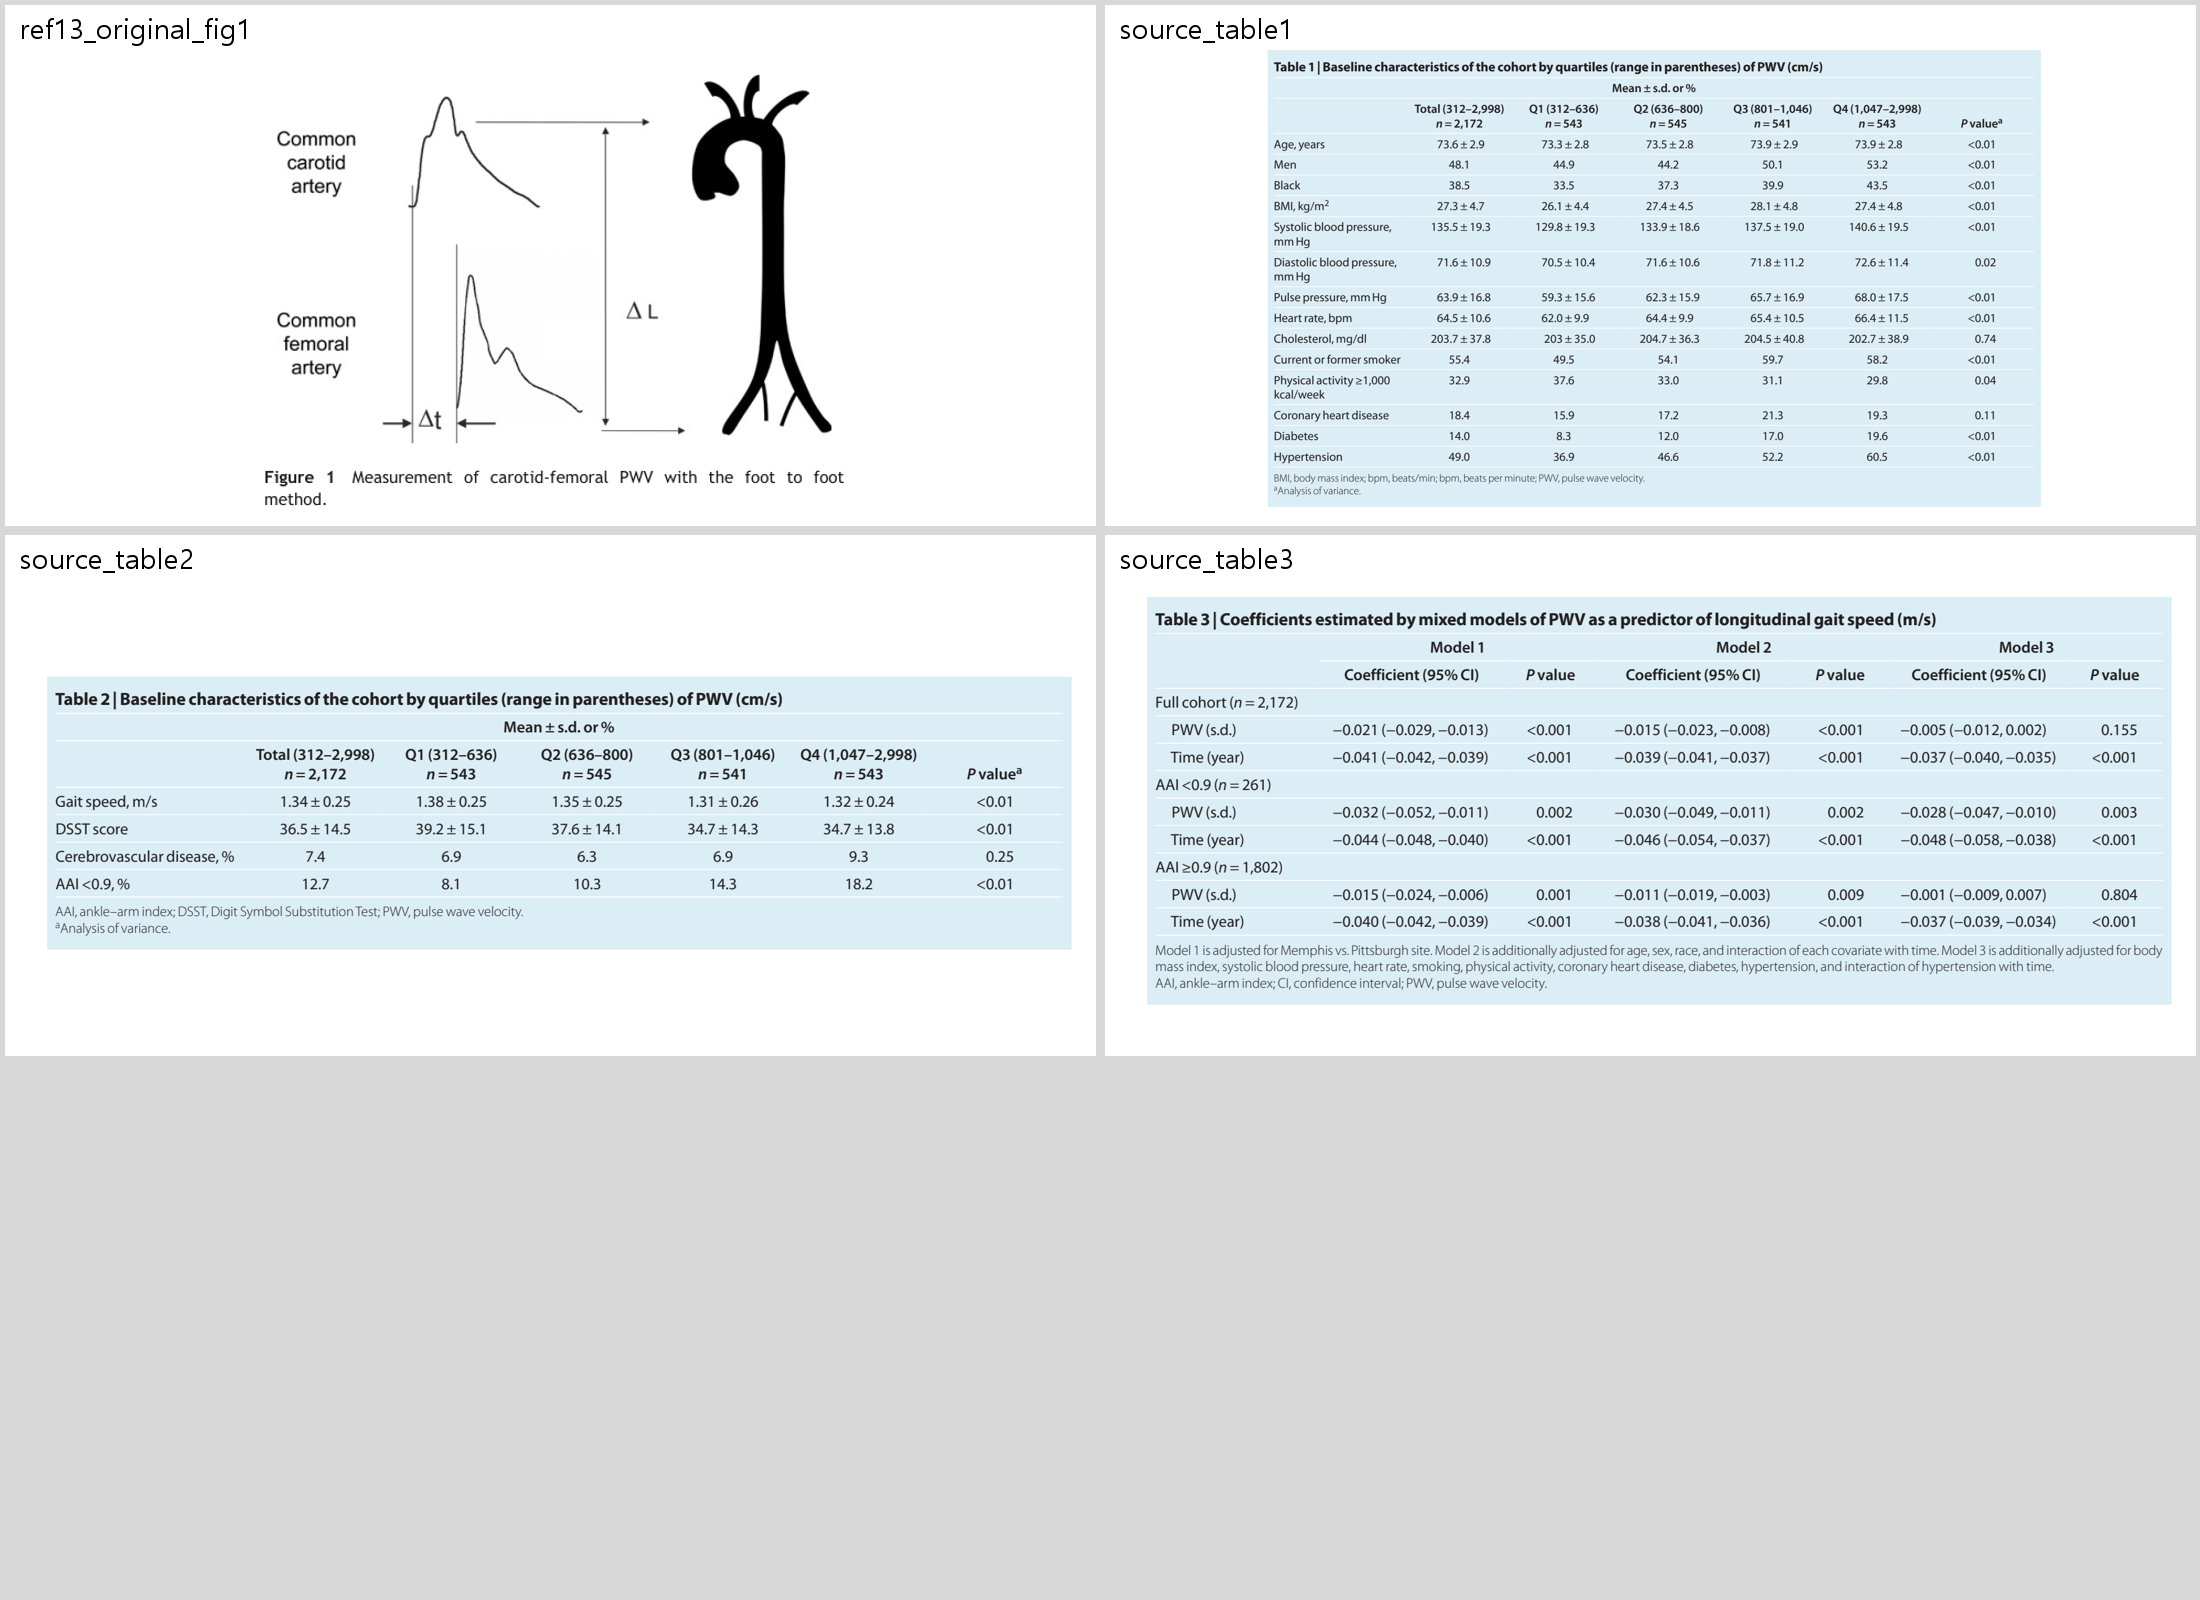 ref13_original_fig1
Common
carotid
artery
Common
femoral
artery
Δt
Δ L
Figure 1 Measurement of carotid-femoral PWV with the foot to foot
method.
source_table1
Table 1 | Baseline characteristics of the cohort by quartiles (range in parentheses) of PWV (cm/s)
Mean ± s.d. or %
Total (312–2,998) Q1 (312–636) Q2 (636–800) Q3 (801–1,046) Q4 (1,047–2,998)
n = 2,172 n = 543 n = 545 n = 541 n = 543 P valueᵃ
Age, years 73.6 ± 2.9 73.3 ± 2.8 73.5 ± 2.8 73.9 ± 2.9 73.9 ± 2.8 <0.01
Men 48.1 44.9 44.2 50.1 53.2 <0.01
Black 38.5 33.5 37.3 39.9 43.5 <0.01
BMI, kg/m² 27.3 ± 4.7 26.1 ± 4.4 27.4 ± 4.5 28.1 ± 4.8 27.4 ± 4.8 <0.01
Systolic blood pressure, 135.5 ± 19.3 129.8 ± 19.3 133.9 ± 18.6 137.5 ± 19.0 140.6 ± 19.5 <0.01
mm Hg
Diastolic blood pressure, 71.6 ± 10.9 70.5 ± 10.4 71.6 ± 10.6 71.8 ± 11.2 72.6 ± 11.4 0.02
mm Hg
Pulse pressure, mm Hg 63.9 ± 16.8 59.3 ± 15.6 62.3 ± 15.9 65.7 ± 16.9 68.0 ± 17.5 <0.01
Heart rate, bpm 64.5 ± 10.6 62.0 ± 9.9 64.4 ± 9.9 65.4 ± 10.5 66.4 ± 11.5 <0.01
Cholesterol, mg/dl 203.7 ± 37.8 203 ± 35.0 204.7 ± 36.3 204.5 ± 40.8 202.7 ± 38.9 0.74
Current or former smoker 55.4 49.5 54.1 59.7 58.2 <0.01
Physical activity ≥1,000 32.9 37.6 33.0 31.1 29.8 0.04
kcal/week
Coronary heart disease 18.4 15.9 17.2 21.3 19.3 0.11
Diabetes 14.0 8.3 12.0 17.0 19.6 <0.01
Hypertension 49.0 36.9 46.6 52.2 60.5 <0.01
BMI, body mass index; bpm, beats/min; bpm, beats per minute; PWV, pulse wave velocity.
ᵃAnalysis of variance.
source_table2
Table 2 | Baseline characteristics of the cohort by quartiles (range in parentheses) of PWV (cm/s)
Mean ± s.d. or %
Total (312–2,998) Q1 (312–636) Q2 (636–800) Q3 (801–1,046) Q4 (1,047–2,998)
n = 2,172 n = 543 n = 545 n = 541 n = 543 P valueᵃ
Gait speed, m/s 1.34 ± 0.25 1.38 ± 0.25 1.35 ± 0.25 1.31 ± 0.26 1.32 ± 0.24 <0.01
DSST score 36.5 ± 14.5 39.2 ± 15.1 37.6 ± 14.1 34.7 ± 14.3 34.7 ± 13.8 <0.01
Cerebrovascular disease, % 7.4 6.9 6.3 6.9 9.3 0.25
AAI <0.9, % 12.7 8.1 10.3 14.3 18.2 <0.01
AAI, ankle–arm index; DSST, Digit Symbol Substitution Test; PWV, pulse wave velocity.
ᵃAnalysis of variance.
source_table3
Table 3 | Coefficients estimated by mixed models of PWV as a predictor of longitudinal gait speed (m/s)
Model 1 Model 2 Model 3
Coefficient (95% CI) P value Coefficient (95% CI) P value Coefficient (95% CI) P value
Full cohort (n = 2,172)
PWV (s.d.) −0.021 (−0.029, −0.013) <0.001 −0.015 (−0.023, −0.008) <0.001 −0.005 (−0.012, 0.002) 0.155
Time (year) −0.041 (−0.042, −0.039) <0.001 −0.039 (−0.041, −0.037) <0.001 −0.037 (−0.040, −0.035) <0.001
AAI <0.9 (n = 261)
PWV (s.d.) −0.032 (−0.052, −0.011) 0.002 −0.030 (−0.049, −0.011) 0.002 −0.028 (−0.047, −0.010) 0.003
Time (year) −0.044 (−0.048, −0.040) <0.001 −0.046 (−0.054, −0.037) <0.001 −0.048 (−0.058, −0.038) <0.001
AAI ≥0.9 (n = 1,802)
PWV (s.d.) −0.015 (−0.024, −0.006) 0.001 −0.011 (−0.019, −0.003) 0.009 −0.001 (−0.009, 0.007) 0.804
Time (year) −0.040 (−0.042, −0.039) <0.001 −0.038 (−0.041, −0.036) <0.001 −0.037 (−0.039, −0.034) <0.001
Model 1 is adjusted for Memphis vs. Pittsburgh site. Model 2 is additionally adjusted for age, sex, race, and interaction of each covariate with time. Model 3 is additionally adjusted for body
mass index, systolic blood pressure, heart rate, smoking, physical activity, coronary heart disease, diabetes, hypertension, and interaction of hypertension with time.
AAI, ankle–arm index; CI, confidence interval; PWV, pulse wave velocity.